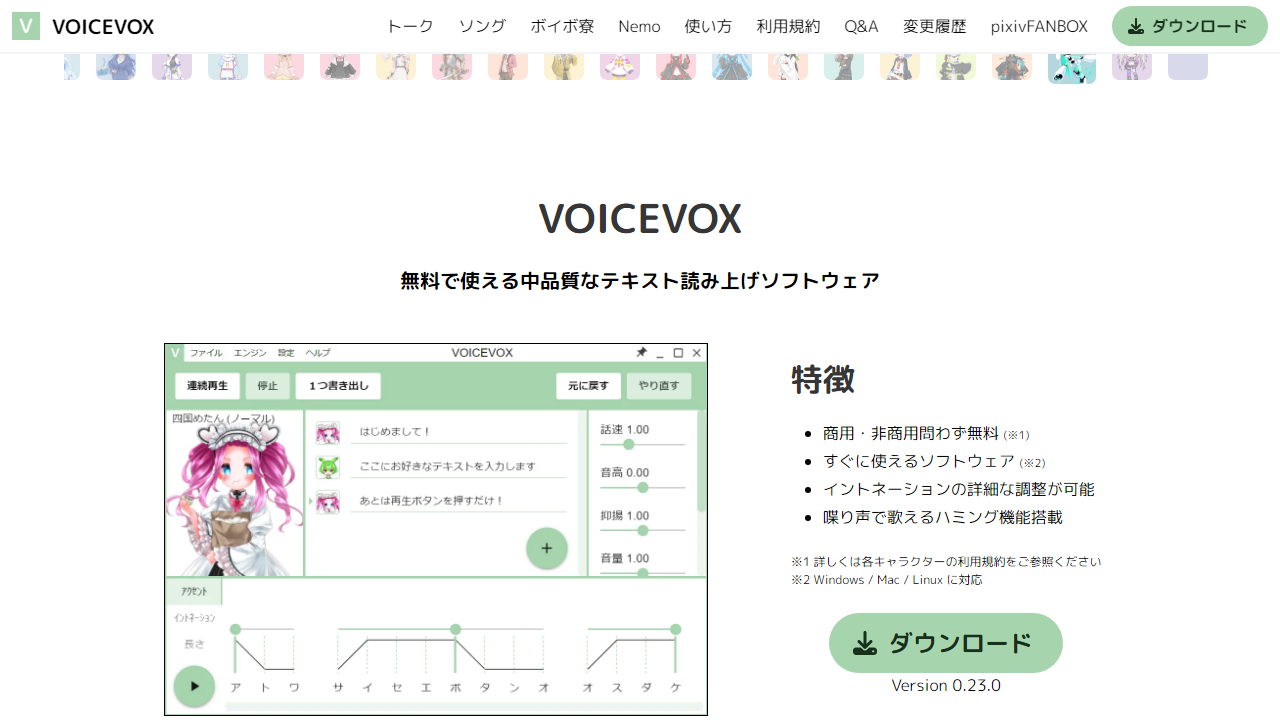 V VOICEVOX トーク ソング ボイボ寮 Nemo 使い方 利用規約 Q&A 変更履歴 pixivFANBOX ダウンロード
VOICEVOX
無料で使える中品質なテキスト読み上げソフトウェア
V ファイル エンジン 設定 ヘルプ VOICEVOX
連続再生 停止 1つ書き出し 元に戻す やり直す
四国めたん (ノーマル)
はじめまして！
ここにお好きなテキストを入力します
あとは再生ボタンを押すだけ！
話速 1.00
音高 0.00
抑揚 1.00
音量 1.00
アクセント
イントネーション
長さ
ア ト ワ サ イ セ エ ボ タ ン オ オ ス ダ ケ
特徴
商用・非商用問わず無料 (※1)
すぐに使えるソフトウェア (※2)
イントネーションの詳細な調整が可能
喋り声で歌えるハミング機能搭載
※1 詳しくは各キャラクターの利用規約をご参照ください
※2 Windows / Mac / Linux に対応
ダウンロード
Version 0.23.0